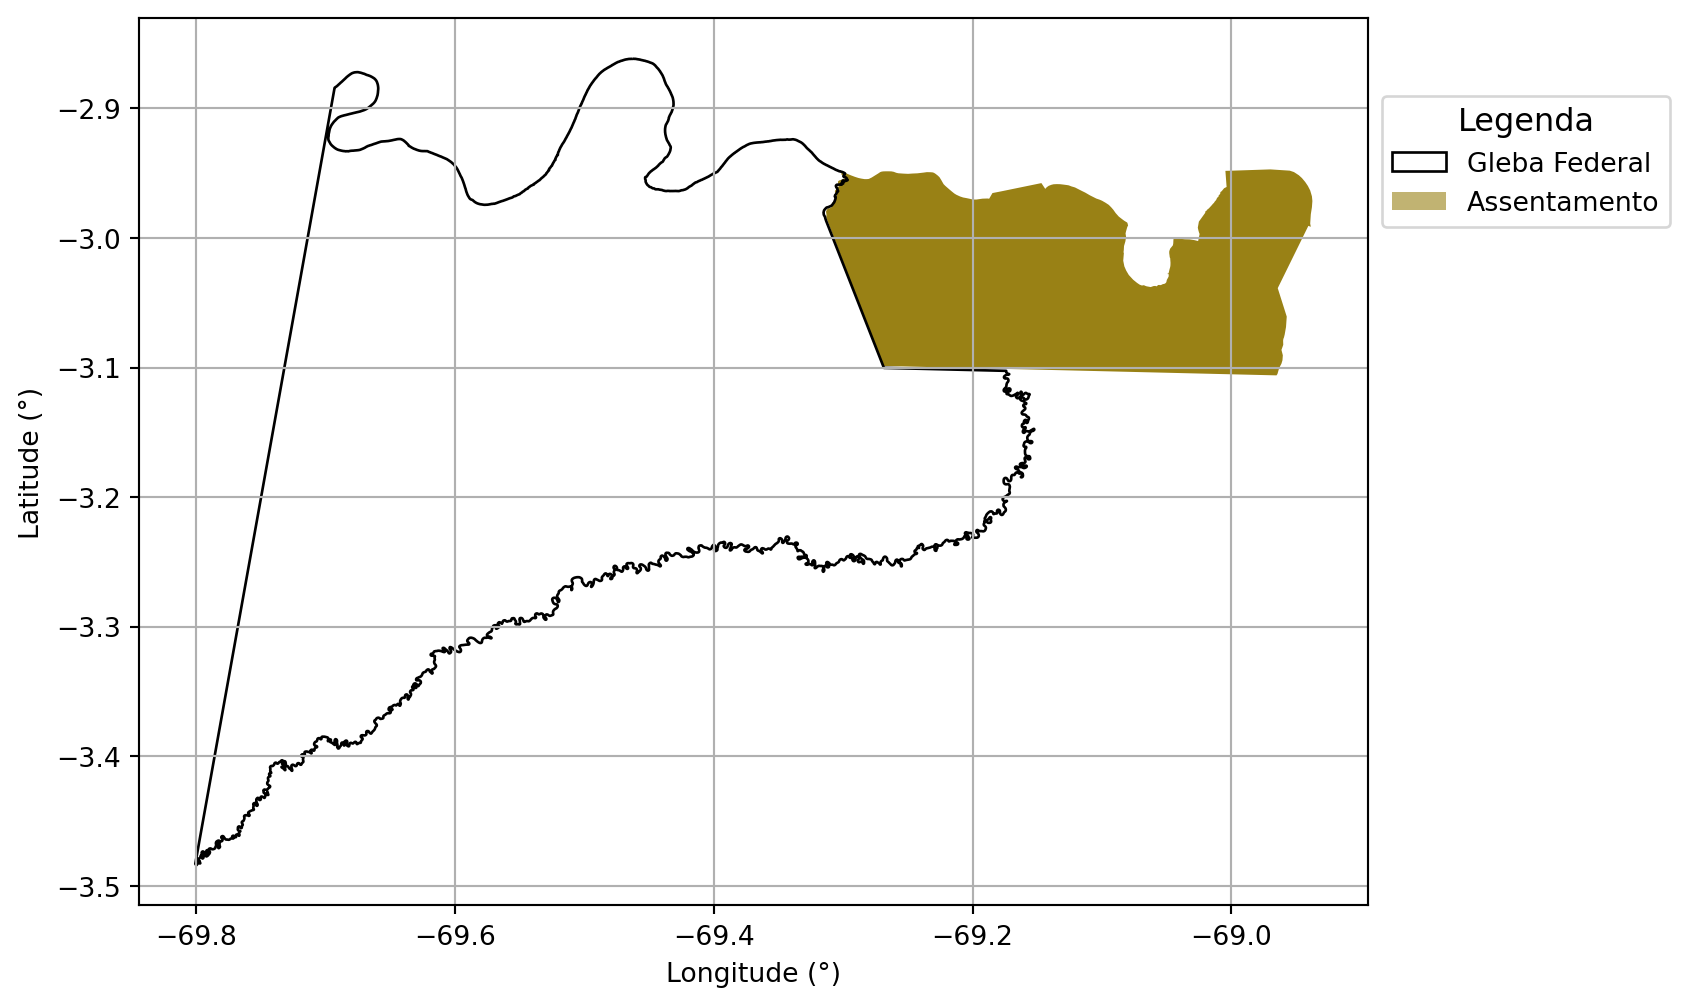 Legenda
Gleba Federal
Assentamento
Latitude (°)
−2.9
−3.0
−3.1
−3.2
−3.3
−3.4
−3.5
−69.8
−69.6
−69.4
−69.2
−69.0
Longitude (°)